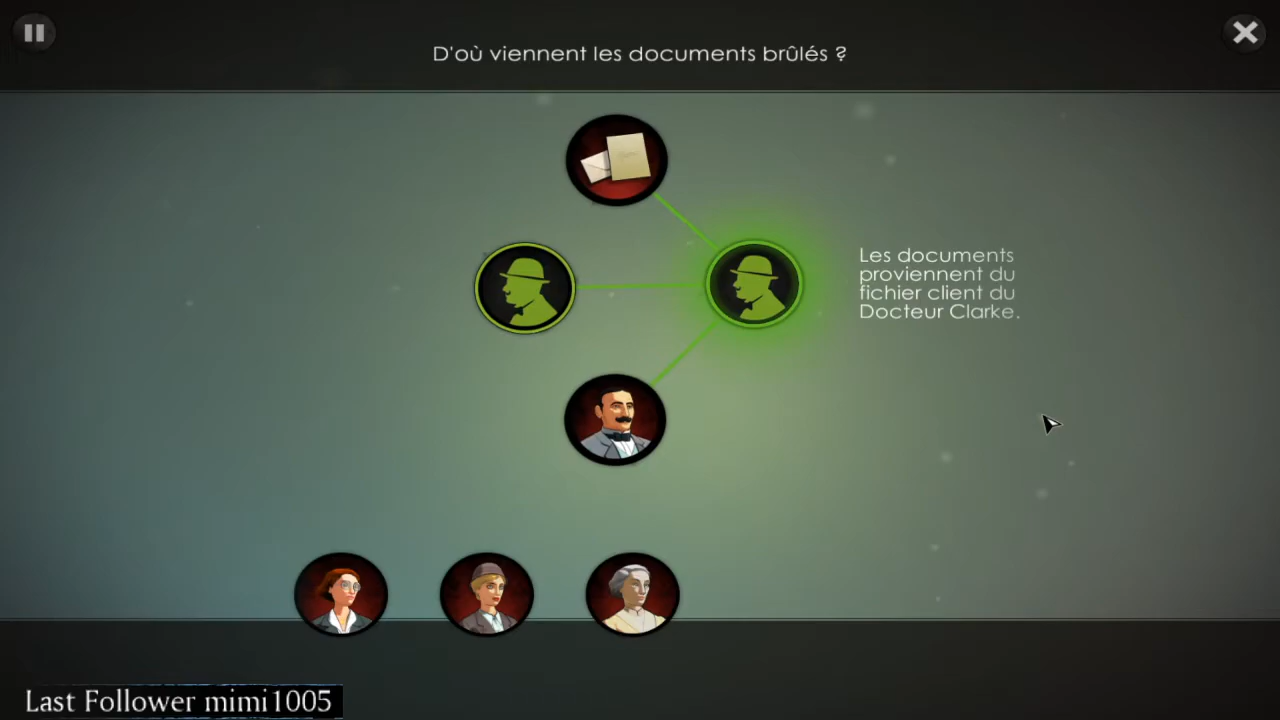 D'où viennent les documents brûlés ?
Les documents
proviennent du
fichier client du
Docteur Clarke.
Last Follower mimi1005